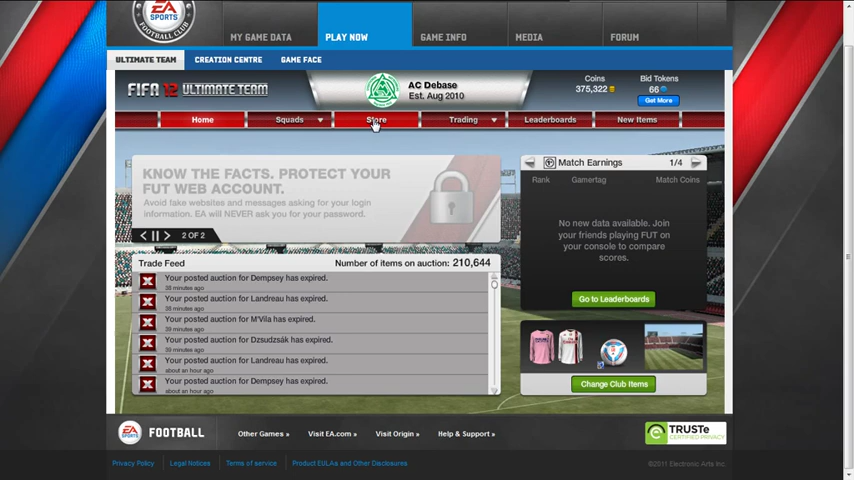 EA
SPORTS
FOOTBALL CLUB
MY GAME DATA
PLAY NOW
GAME INFO
MEDIA
FORUM
ULTIMATE TEAM
CREATION CENTRE
GAME FACE
FIFA 12 ULTIMATE TEAM
AC Debase
Est. Aug 2010
Coins
375,322
Bid Tokens
66
Get More
Home
Squads
Store
Trading
Leaderboards
New Items
KNOW THE FACTS. PROTECT YOUR
FUT WEB ACCOUNT.
Avoid fake websites and messages asking for your login
information. EA will NEVER ask you for your password.
2 OF 2
Match Earnings
1/4
Rank
Gamertag
Match Coins
No new data available. Join
your friends playing FUT on
your console to compare
scores.
Go to Leaderboards
Trade Feed
Number of items on auction: 210,644
Your posted auction for Dempsey has expired.
38 minutes ago
Your posted auction for Landreau has expired.
38 minutes ago
Your posted auction for M'Vila has expired.
39 minutes ago
Your posted auction for Dzsudzsák has expired.
39 minutes ago
Your posted auction for Landreau has expired.
about an hour ago
Your posted auction for Dempsey has expired.
about an hour ago
Change Club Items
EA
SPORTS
FOOTBALL
Other Games »
Visit EA.com »
Visit Origin »
Help & Support »
TRUSTe
CERTIFIED PRIVACY
Privacy Policy
Legal Notices
Terms of service
Product EULAs and Other Disclosures
©2011 Electronic Arts Inc.